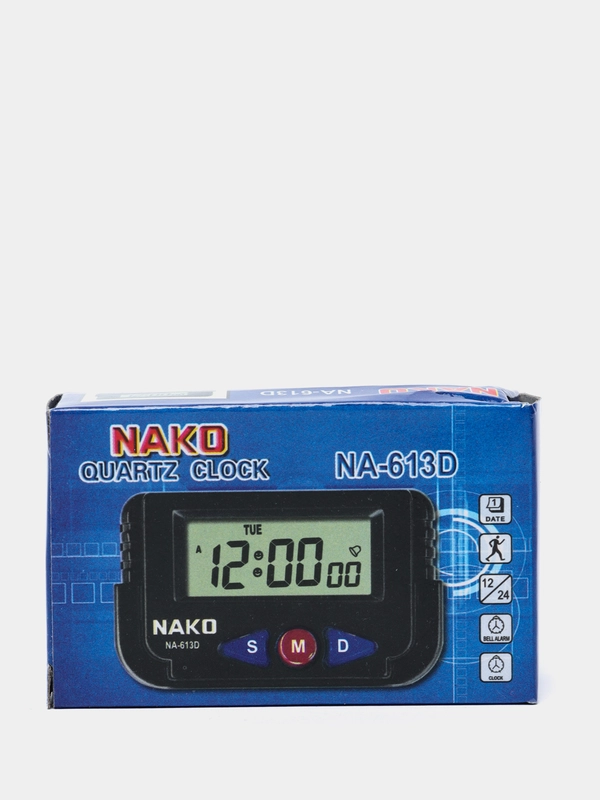 NA-613D
NAKO
NAKO
QUARTZ CLOCK
NA-613D
TUE
A
12:00 00
NAKO
NA-613D
S M D
1
DATE
12/24
BELL ALARM
CLOCK